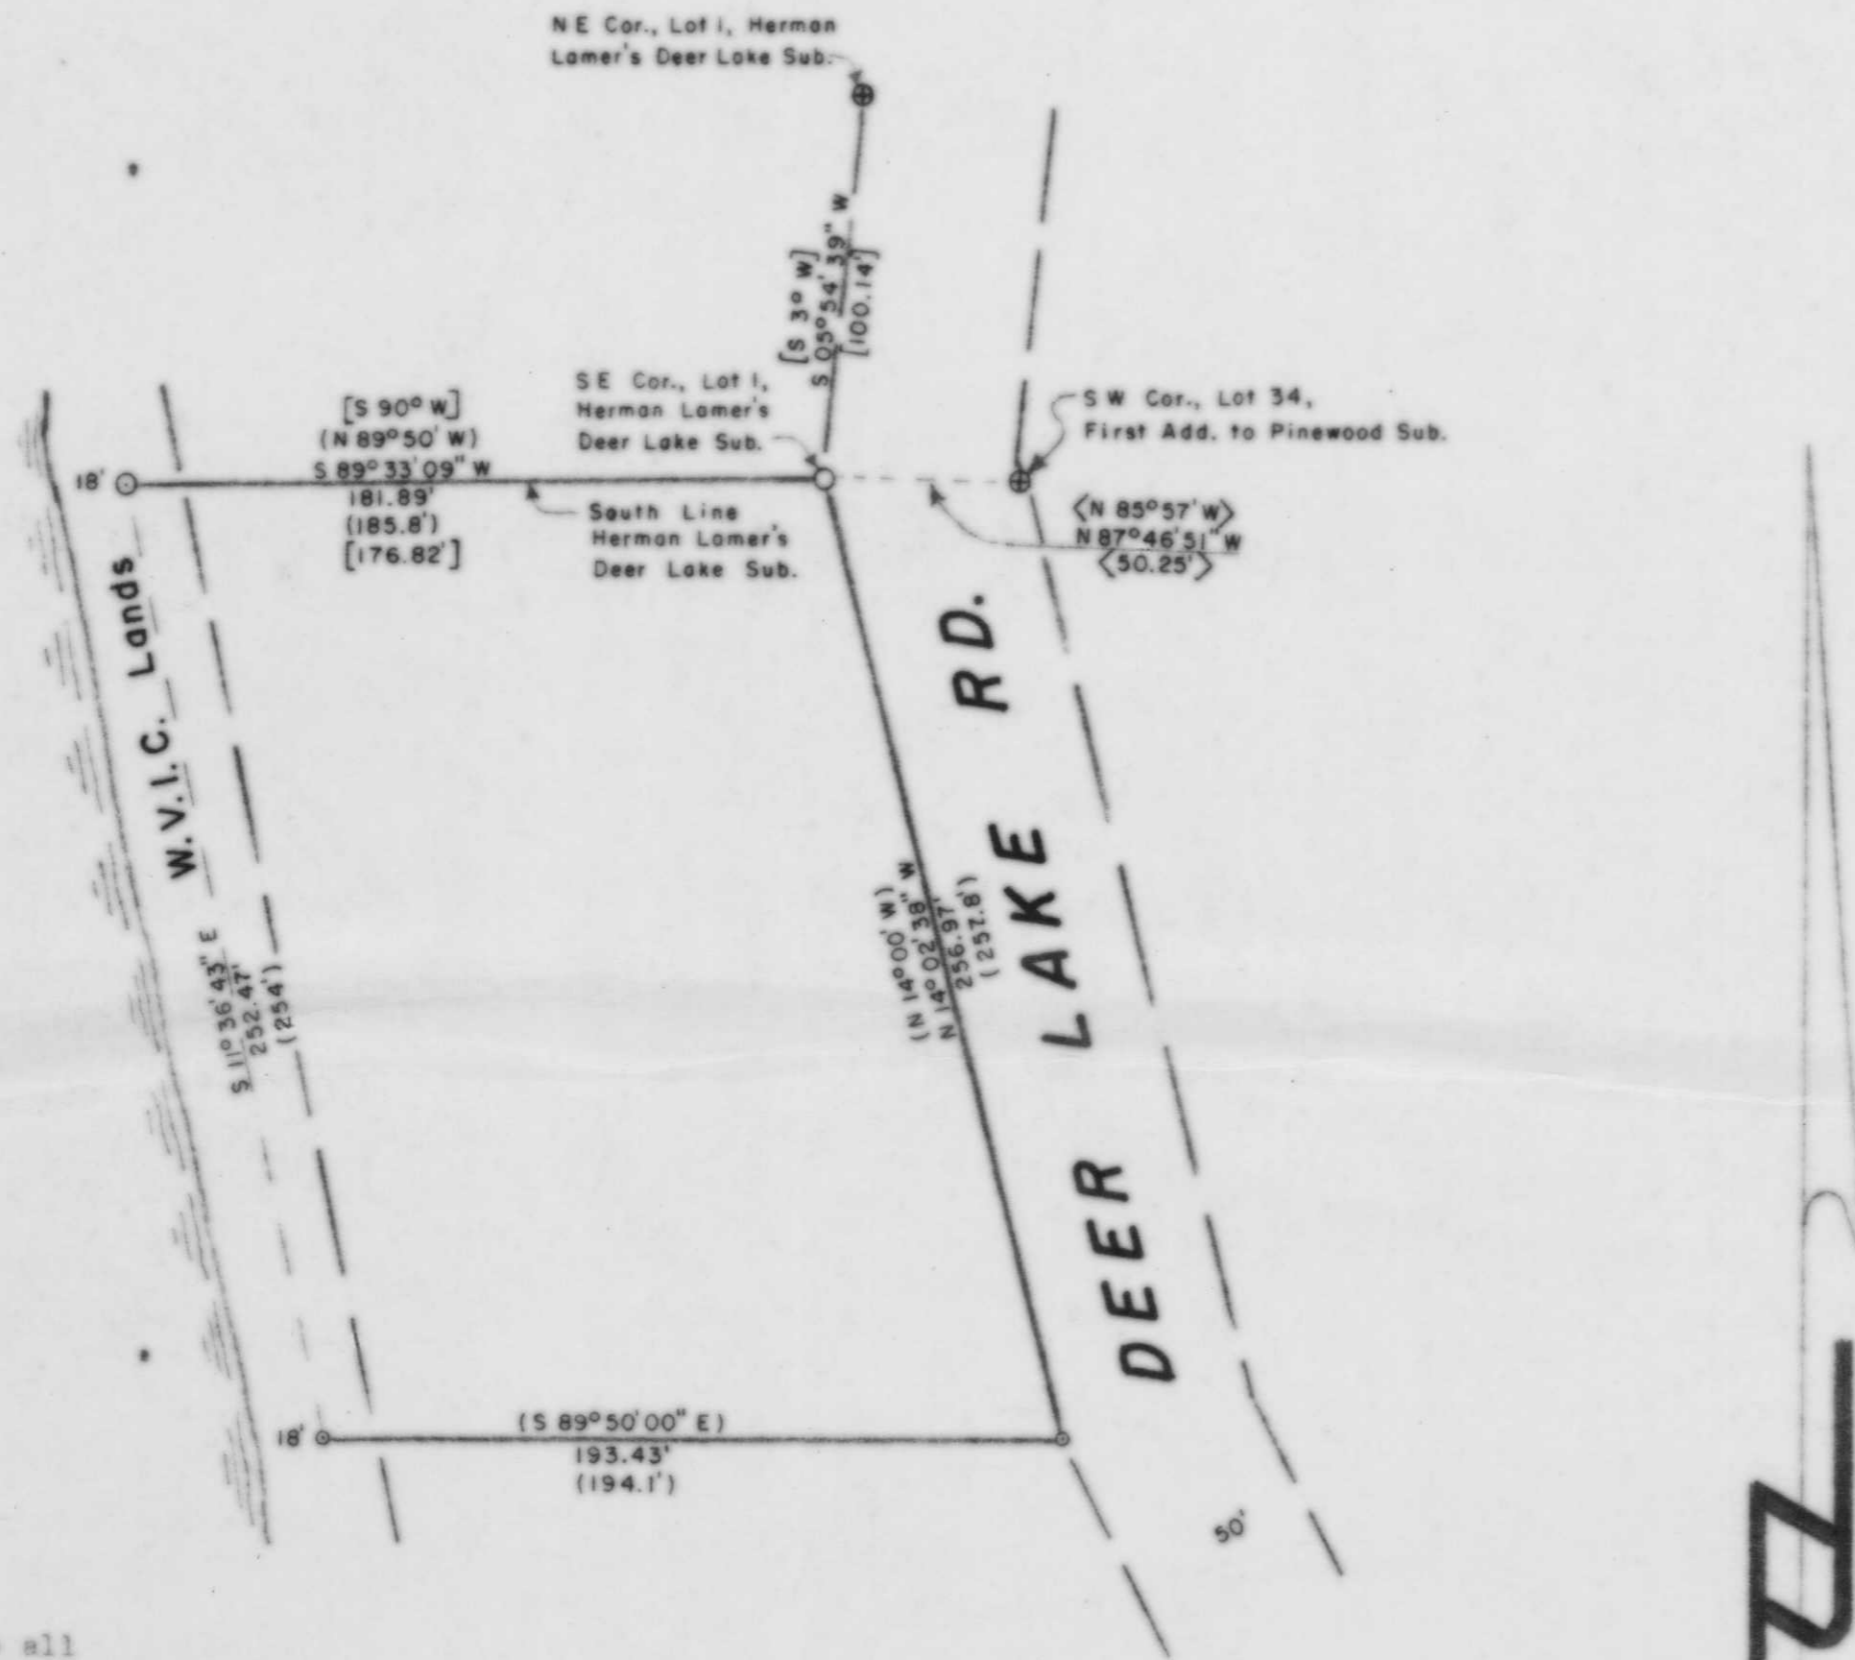 NE Cor., Lot 1, Herman
Lamer's Deer Lake Sub.
[S 3° W]
S 05° 54' 39" W
[100.14']
SE Cor., Lot 1,
Herman Lamer's
Deer Lake Sub.
SW Cor., Lot 34,
First Add. to Pinewood Sub.
[S 90° W]
(N 89° 50' W)
S 89° 33' 09" W
181.89'
(185.8')
[176.82']
18'
South Line
Herman Lamer's
Deer Lake Sub.
<N 85° 57' W>
N 87° 46' 51" W
<50.25'>
W.V.I.C. Lands
S 11° 36' 43" E
252.47'
(254')
(N 14° 00' W)
N 14° 02' 38" W
256.97'
(257.8')
DEER LAKE RD.
18'
(S 89° 50' 00" E)
193.43'
(194.1')
50'
all